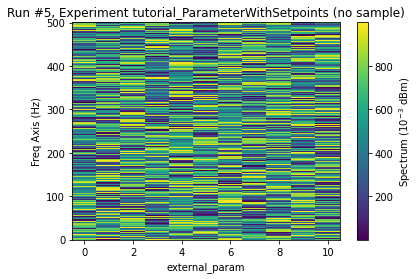 Run #5, Experiment tutorial_ParameterWithSetpoints (no sample)
500
400
300
200
100
0
Freq Axis (Hz)
0 2 4 6 8 10
external_param
800
600
400
200
Spectrum (10⁻³ dBm)